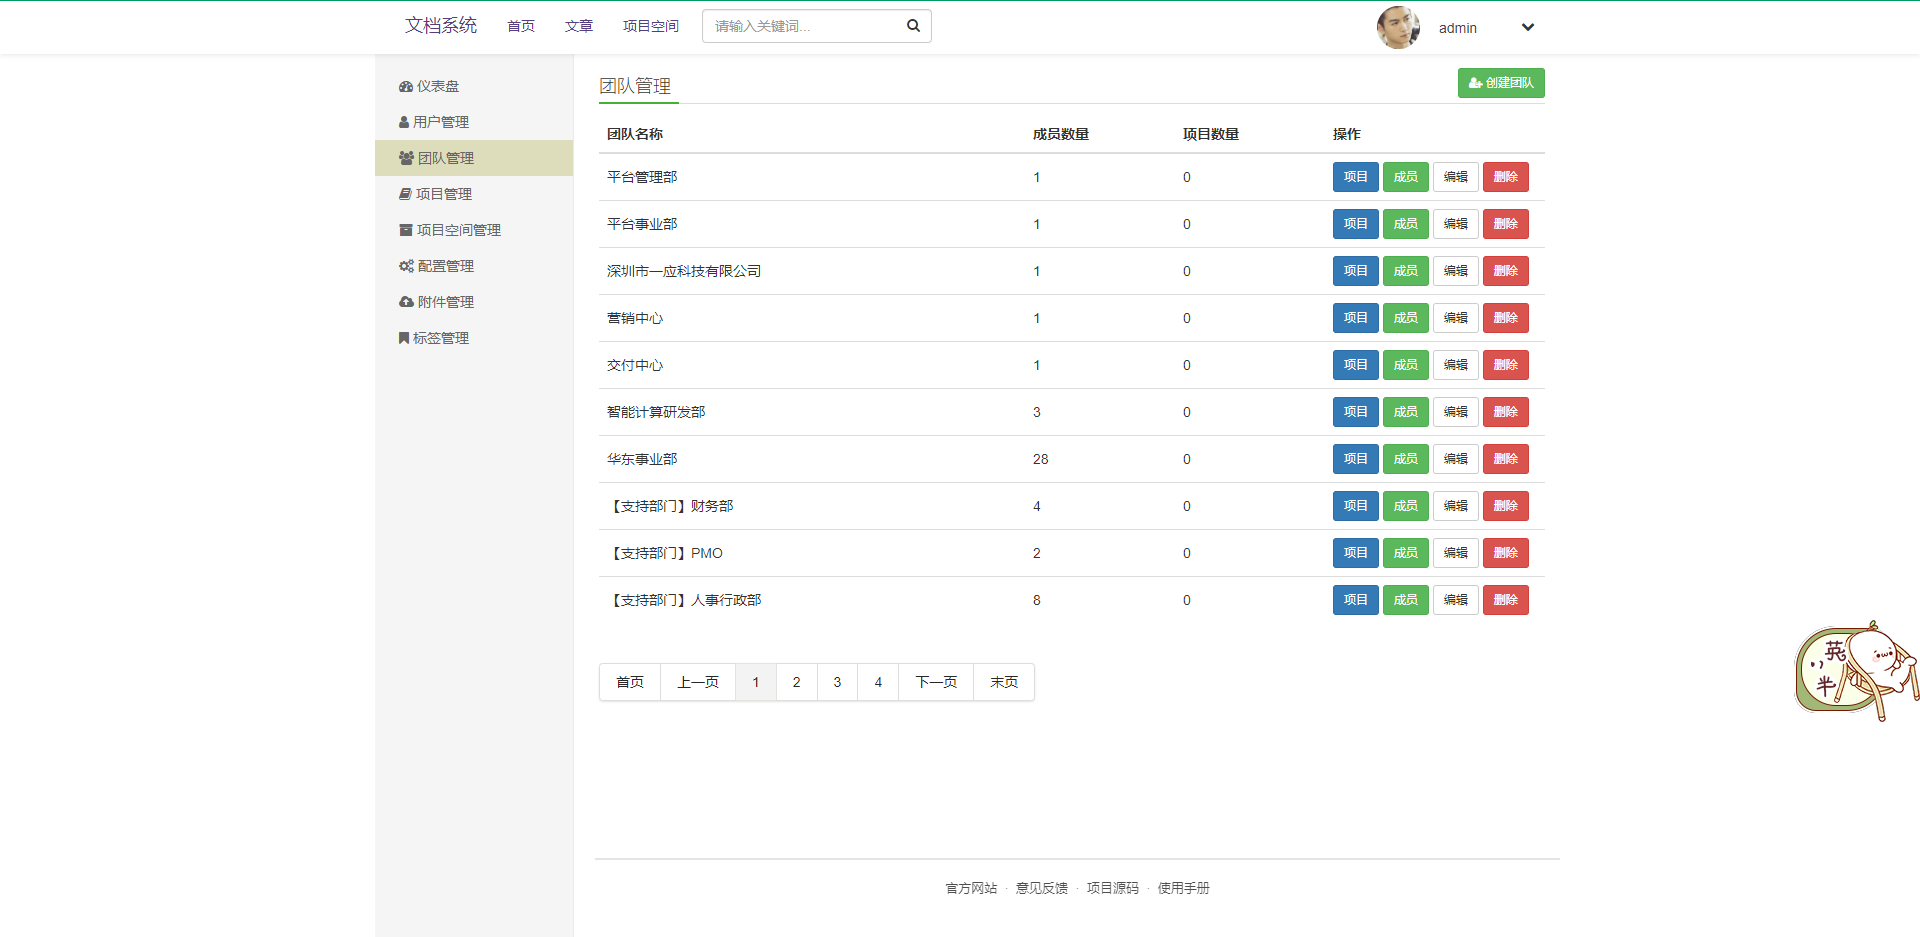 文档系统 首页 文章 项目空间 请输入关键词... admin
仪表盘
用户管理
团队管理
项目管理
项目空间管理
配置管理
附件管理
标签管理
团队管理 创建团队
团队名称 成员数量 项目数量 操作
平台管理部 1 0 项目 成员 编辑 删除
平台事业部 1 0 项目 成员 编辑 删除
深圳市一应科技有限公司 1 0 项目 成员 编辑 删除
营销中心 1 0 项目 成员 编辑 删除
交付中心 1 0 项目 成员 编辑 删除
智能计算研发部 3 0 项目 成员 编辑 删除
华东事业部 28 0 项目 成员 编辑 删除
【支持部门】财务部 4 0 项目 成员 编辑 删除
【支持部门】PMO 2 0 项目 成员 编辑 删除
【支持部门】人事行政部 8 0 项目 成员 编辑 删除
首页 上一页 1 2 3 4 下一页 末页
英
半
官方网站 · 意见反馈 · 项目源码 · 使用手册